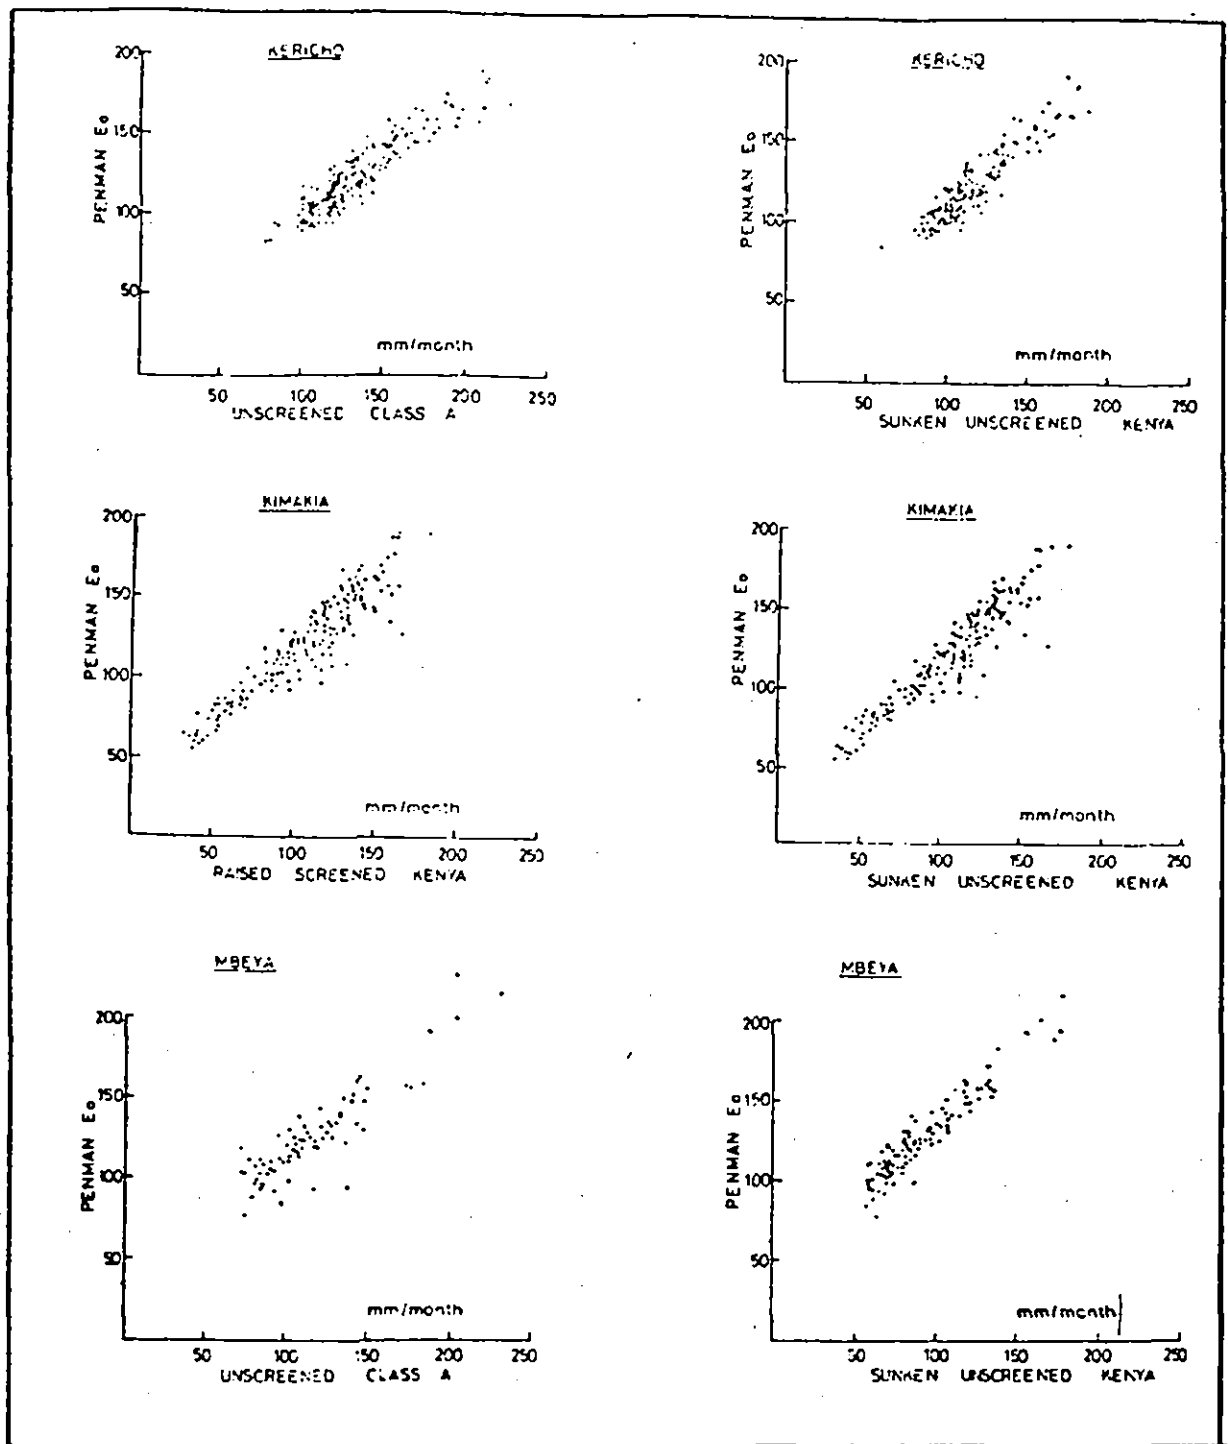 KERICHO
200
150
100
50
PENMAN Eo
mm/month
50 100 150 200 250
UNSCREENED CLASS A
KERICHO
200
150
100
50
PENMAN Eo
mm/month
50 100 150 200 250
SUNKEN UNSCREENED KENYA
KIMAKIA
200
150
100
50
PENMAN Eo
mm/month
50 100 150 200 250
RAISED SCREENED KENYA
KIMAKIA
200
150
100
50
PENMAN Eo
mm/month
50 100 150 200 250
SUNKEN UNSCREENED KENYA
MBEYA
200
150
100
50
PENMAN Eo
mm/month
50 100 150 200 250
UNSCREENED CLASS A
MBEYA
200
150
100
50
PENMAN Eo
mm/month
50 100 150 200 250
SUNKEN UNSCREENED KENYA